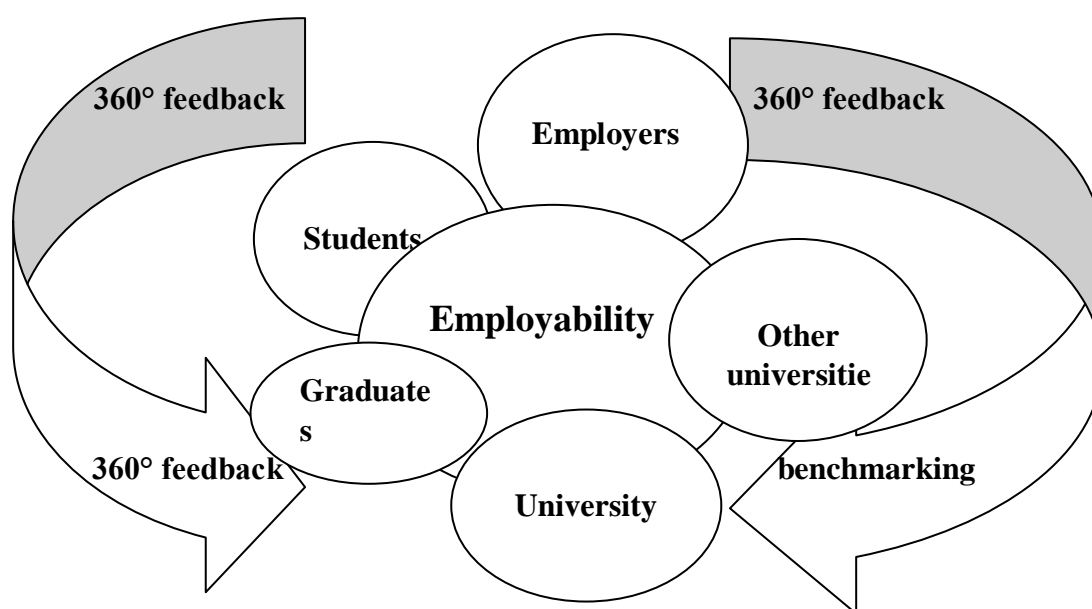 360° feedback
360° feedback
Employers
Students
Employability
Other
universitie
Graduate
s
360° feedback
benchmarking
University